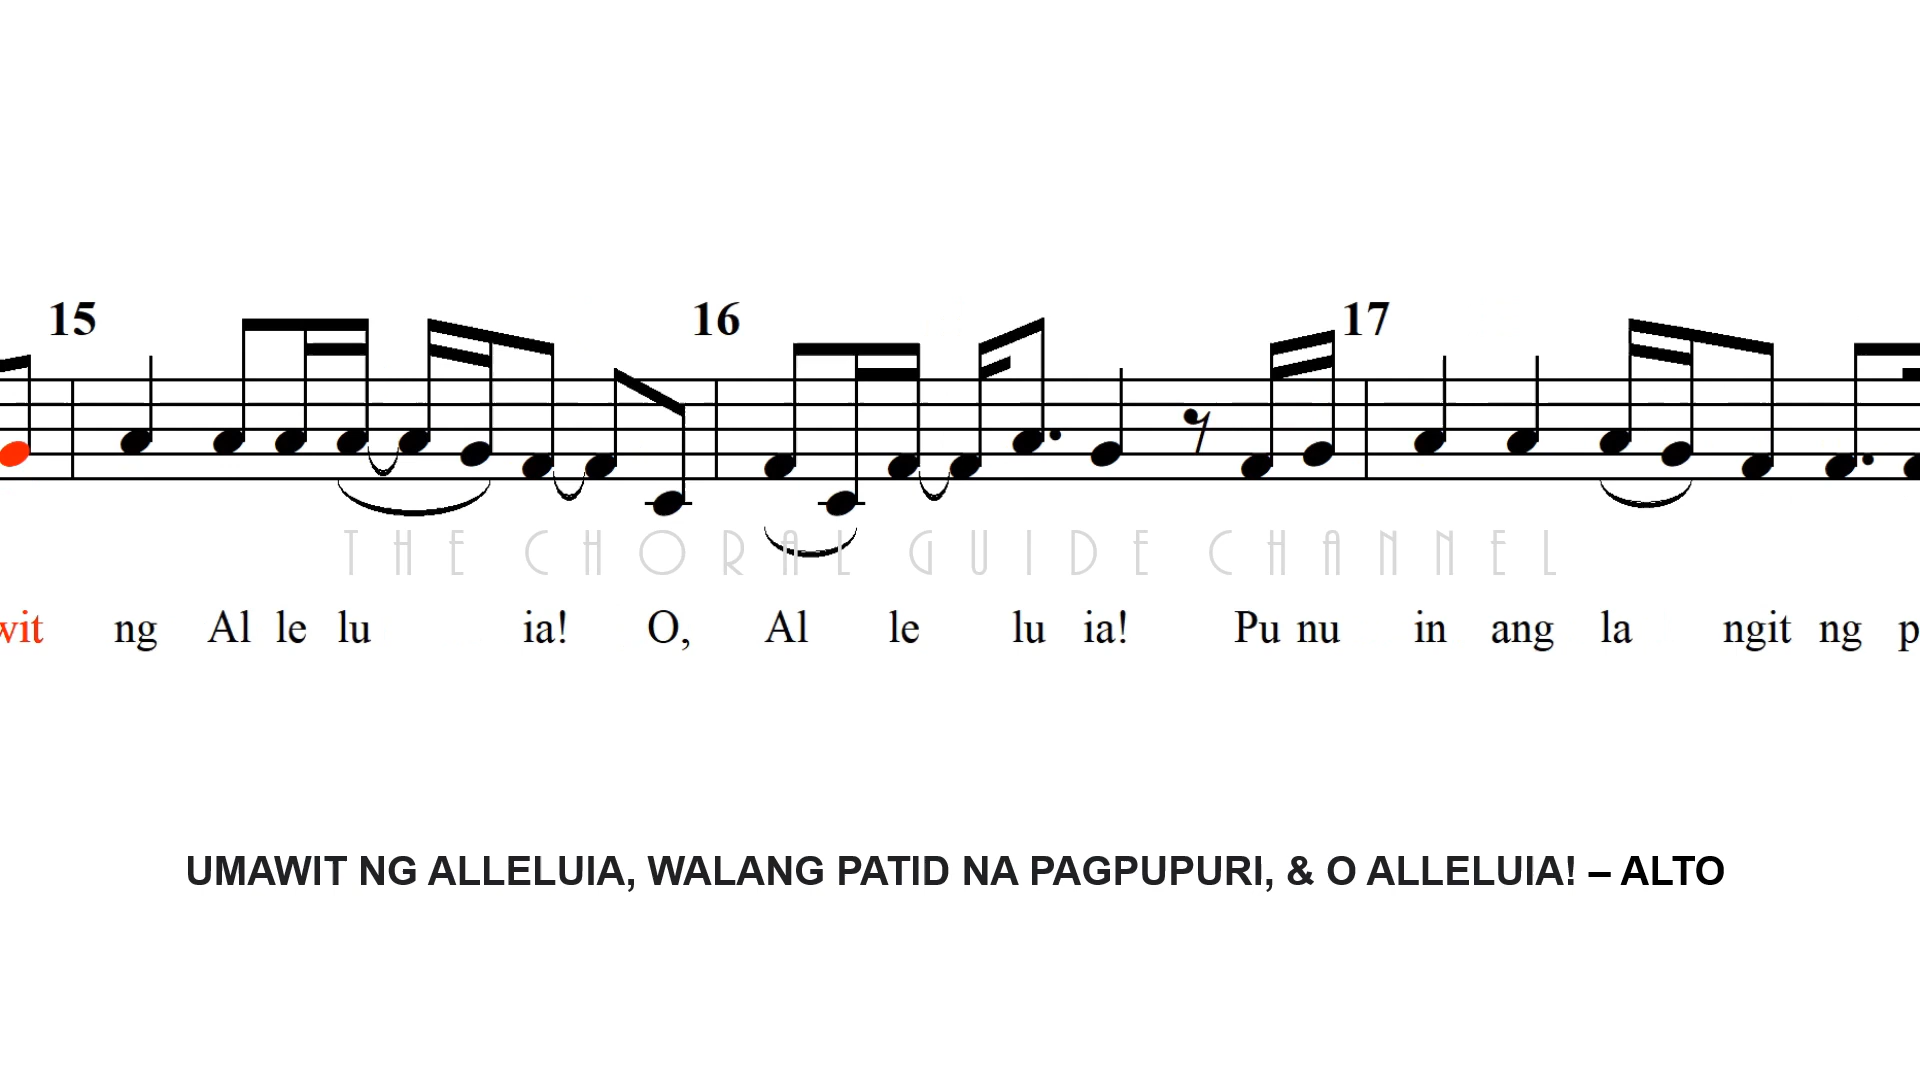 15 16 17
THE CHORAL GUIDE CHANNEL
wit ng Al le lu ia! O, Al le lu ia! Pu nu in ang la ngit ng p
UMAWIT NG ALLELUIA, WALANG PATID NA PAGPUPURI, & O ALLELUIA! – ALTO